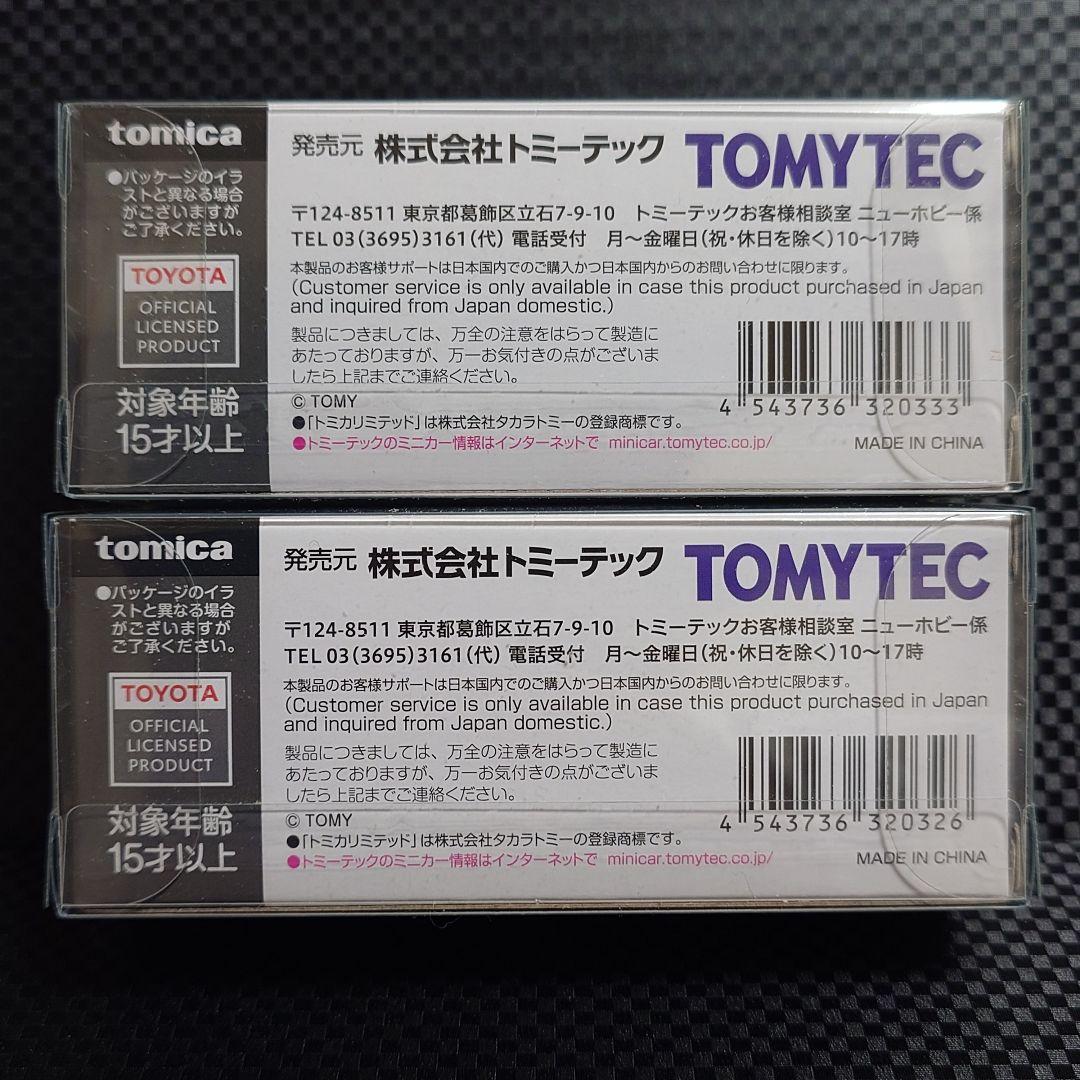 tomica
●パッケージのイラ
ストと異なる場合
がございますが
ご了承ください。
TOYOTA
OFFICIAL
LICENSED
PRODUCT
対象年齢
15才以上
発売元 株式会社トミーテック TOMYTEC
〒124-8511 東京都葛飾区立石7-9-10 トミーテックお客様相談室 ニューホビー係
TEL 03(3695)3161(代) 電話受付 月〜金曜日(祝・休日を除く)10〜17時
本製品のお客様サポートは日本国内でのご購入かつ日本国内からのお問い合わせに限ります。
(Customer service is only available in case this product purchased in Japan
and inquired from Japan domestic.)
製品につきましては、万全の注意をはらって製造に
あたっておりますが、万一お気付きの点がございま
したら上記までご連絡ください。
© TOMY
●「トミカリミテッド」は株式会社タカラトミーの登録商標です。
●トミーテックのミニカー情報はインターネットで minicar.tomytec.co.jp/
4 543736 320333
MADE IN CHINA
tomica
●パッケージのイラ
ストと異なる場合
がございますが
ご了承ください。
TOYOTA
OFFICIAL
LICENSED
PRODUCT
対象年齢
15才以上
発売元 株式会社トミーテック TOMYTEC
〒124-8511 東京都葛飾区立石7-9-10 トミーテックお客様相談室 ニューホビー係
TEL 03(3695)3161(代) 電話受付 月〜金曜日(祝・休日を除く)10〜17時
本製品のお客様サポートは日本国内でのご購入かつ日本国内からのお問い合わせに限ります。
(Customer service is only available in case this product purchased in Japan
and inquired from Japan domestic.)
製品につきましては、万全の注意をはらって製造に
あたっておりますが、万一お気付きの点がございま
したら上記までご連絡ください。
© TOMY
●「トミカリミテッド」は株式会社タカラトミーの登録商標です。
●トミーテックのミニカー情報はインターネットで minicar.tomytec.co.jp/
4 543736 320326
MADE IN CHINA